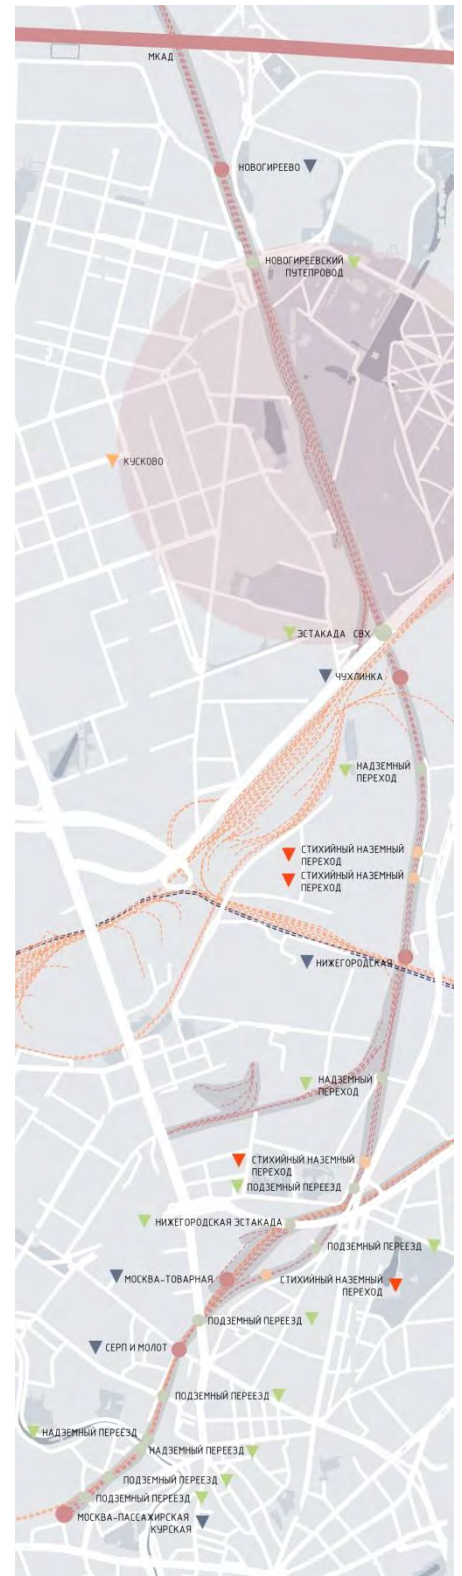 МКАД
НОВОГИРЕЕВО
НОВОГИРЕЕВСКИЙ
ПУТЕПРОВОД
КУСКОВО
ЭСТАКАДА СВХ
ЧУХЛИНКА
НАДЗЕМНЫЙ
ПЕРЕХОД
СТИХИЙНЫЙ НАЗЕМНЫЙ
ПЕРЕХОД
СТИХИЙНЫЙ НАЗЕМНЫЙ
ПЕРЕХОД
НИЖЕГОРОДСКАЯ
НАДЗЕМНЫЙ
ПЕРЕХОД
СТИХИЙНЫЙ НАЗЕМНЫЙ
ПЕРЕХОД
ПОДЗЕМНЫЙ ПЕРЕЕЗД
НИЖЕГОРОДСКАЯ ЭСТАКАДА
ПОДЗЕМНЫЙ ПЕРЕЕЗД
МОСКВА-ТОВАРНАЯ
СТИХИЙНЫЙ НАЗЕМНЫЙ
ПЕРЕХОД
ПОДЗЕМНЫЙ ПЕРЕЕЗД
СЕРП И МОЛОТ
ПОДЗЕМНЫЙ ПЕРЕЕЗД
НАДЗЕМНЫЙ ПЕРЕЕЗД
НАДЗЕМНЫЙ ПЕРЕЕЗД
ПОДЗЕМНЫЙ ПЕРЕЕЗД
ПОДЗЕМНЫЙ ПЕРЕЕЗД
МОСКВА-ПАССАЖИРСКАЯ
КУРСКАЯ